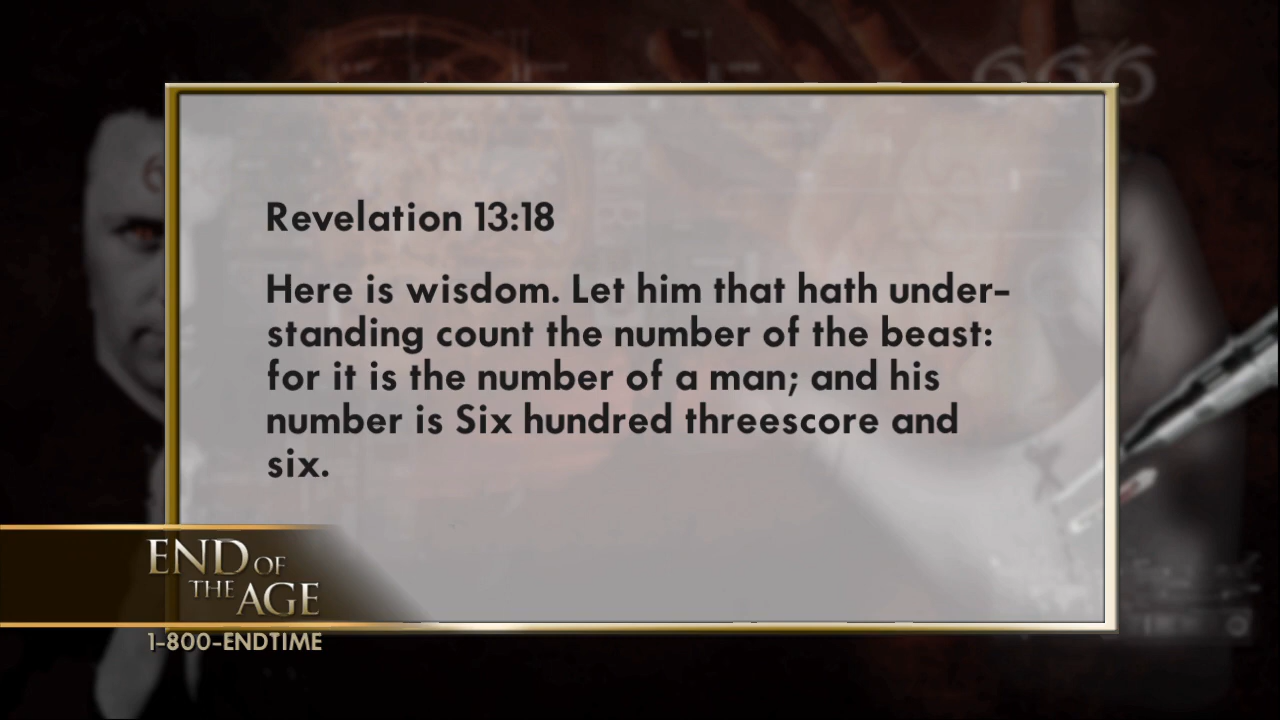 666
6
Revelation 13:18
Here is wisdom. Let him that hath under-
standing count the number of the beast:
for it is the number of a man; and his
number is Six hundred threescore and
six.
END OF
THE AGE
1-800-ENDTIME